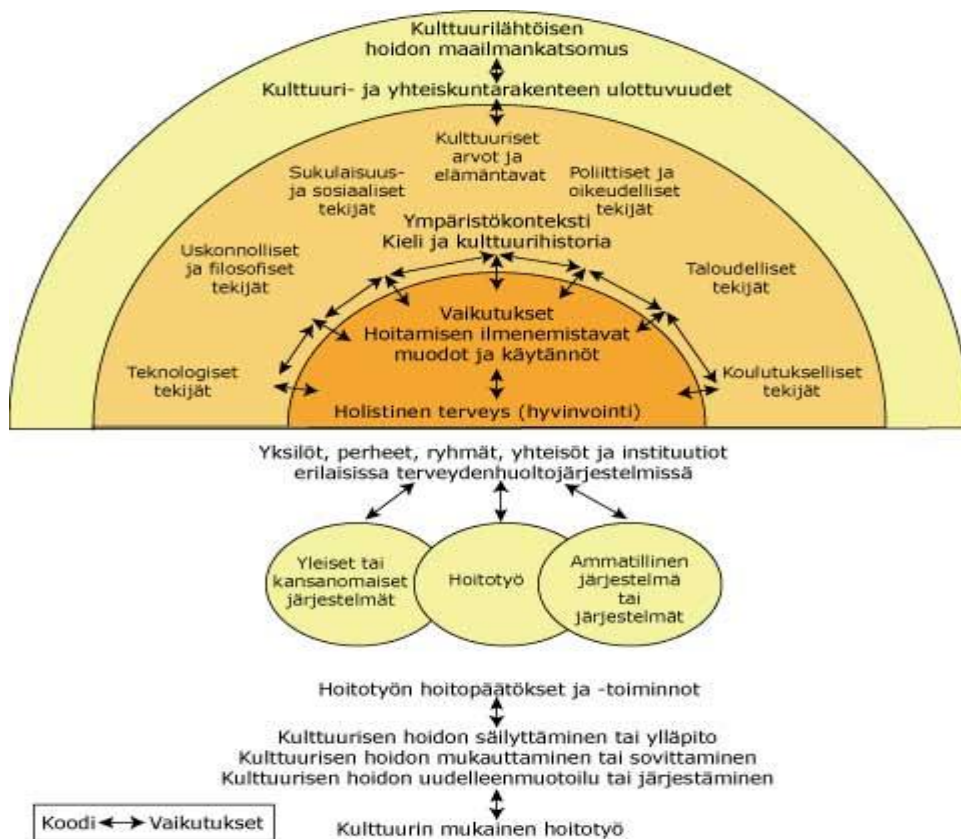 Kulttuurilähtöisen
hoidon maailmankatsomus
Kulttuuri- ja yhteiskuntarakenteen ulottuvuudet
Kulttuuriset
arvot ja
elämäntavat
Sukulaisuus-
ja sosiaaliset
tekijät
Poliittiset ja
oikeudelliset
tekijät
Ympäristökonteksti
Kieli ja kulttuurihistoria
Uskonnolliset
ja filosofiset
tekijät
Taloudelliset
tekijät
Vaikutukset
Hoitamisen ilmenemistavat
muodot ja käytännöt
Teknologiset
tekijät
Koulutukselliset
tekijät
Holistinen terveys (hyvinvointi)
Yksilöt, perheet, ryhmät, yhteisöt ja instituutiot
erilaisissa terveydenhuoltojärjestelmissä
Yleiset tai
kansanomaiset
järjestelmät
Hoitotyö
Ammatillinen
järjestelmä
tai
järjestelmät
Hoitotyön hoitopäätökset ja -toiminnot
Kulttuurisen hoidon säilyttäminen tai ylläpito
Kulttuurisen hoidon mukauttaminen tai sovittaminen
Kulttuurisen hoidon uudelleenmuotoilu tai järjestäminen
Kulttuurin mukainen hoitotyö
Koodi Vaikutukset